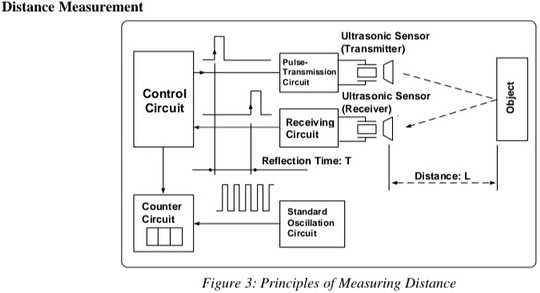 Distance Measurement
Ultrasonic Sensor
(Transmitter)
Pulse-
Transmission
Circuit
Control
Circuit
Object
Ultrasonic Sensor
(Receiver)
Receiving
Circuit
Reflection Time: T
Distance: L
Counter
Circuit
Standard
Oscillation
Circuit
Figure 3: Principles of Measuring Distance